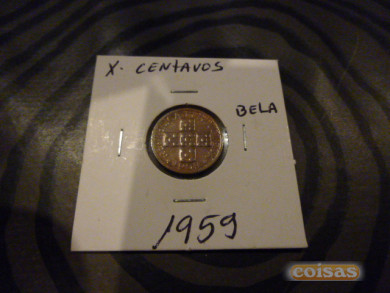 X. CENTAVOS
BELA
1959
coisas